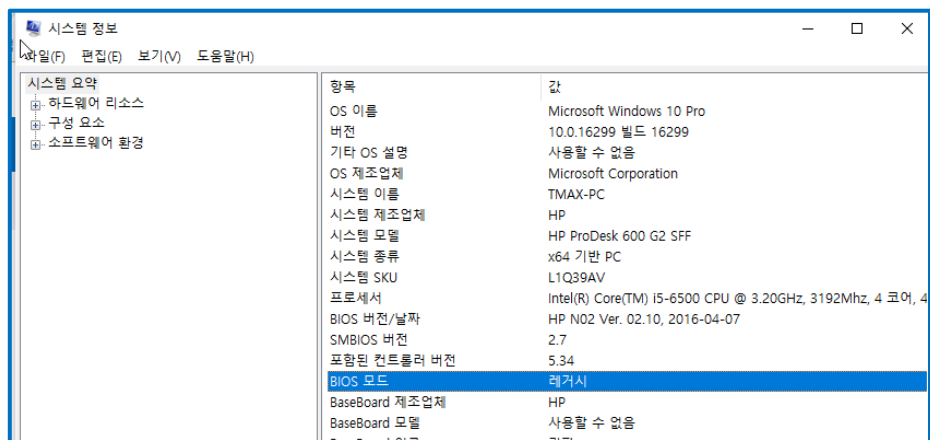 시스템 정보
파일(F) 편집(E) 보기(V) 도움말(H)
시스템 요약
하드웨어 리소스
구성 요소
소프트웨어 환경
항목 값
OS 이름 Microsoft Windows 10 Pro
버전 10.0.16299 빌드 16299
기타 OS 설명 사용할 수 없음
OS 제조업체 Microsoft Corporation
시스템 이름 TMAX-PC
시스템 제조업체 HP
시스템 모델 HP ProDesk 600 G2 SFF
시스템 종류 x64 기반 PC
시스템 SKU L1Q39AV
프로세서 Intel(R) Core(TM) i5-6500 CPU @ 3.20GHz, 3192Mhz, 4 코어, 4
BIOS 버전/날짜 HP N02 Ver. 02.10, 2016-04-07
SMBIOS 버전 2.7
포함된 컨트롤러 버전 5.34
BIOS 모드 레거시
BaseBoard 제조업체 HP
BaseBoard 모델 사용할 수 없음